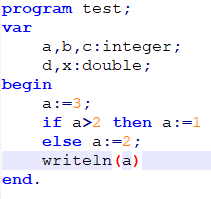 program test;
var
    a,b,c:integer;
    d,x:double;
begin
    a:=3;
    if a>2 then a:=1
    else a:=2;
    writeln(a)
end.